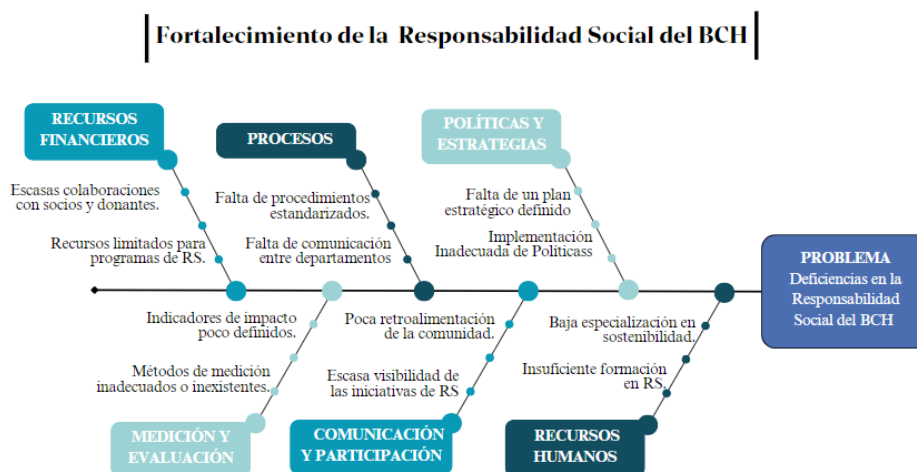 Fortalecimiento de la Responsabilidad Social del BCH
RECURSOS
FINANCIEROS
Escasas colaboraciones
con socios y donantes.
Recursos limitados para
programas de RS.
PROCESOS
Falta de procedimientos
estandarizados.
Falta de comunicación
entre departamentos
POLÍTICAS Y
ESTRATEGIAS
Falta de un plan
estratégico definido
Implementación
Inadecuada de Políticass
PROBLEMA
Deficiencias en la
Responsabilidad
Social del BCH
Indicadores de impacto
poco definidos.
Métodos de medición
inadecuados o inexistentes.
MEDICIÓN Y
EVALUACIÓN
Poca retroalimentación
de la comunidad.
Escasa visibilidad de
las iniciativas de RS
COMUNICACIÓN
Y PARTICIPACIÓN
Baja especialización en
sostenibilidad.
Insuficiente formación
en RS.
RECURSOS
HUMANOS